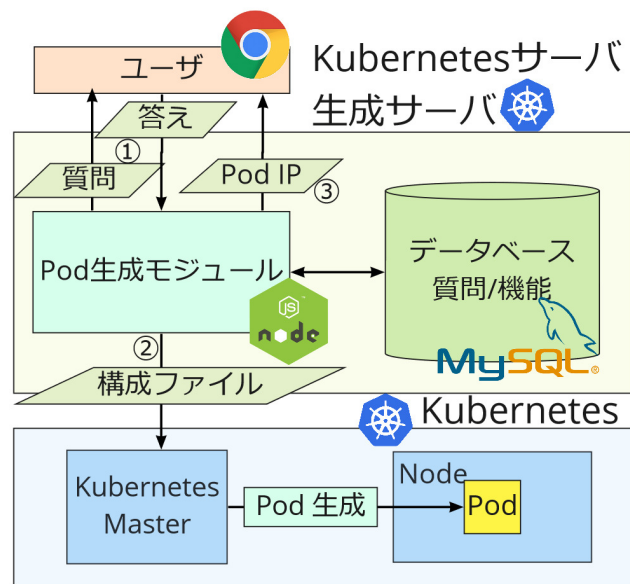 ユーザ
Kubernetesサーバ
生成サーバ
答え
①
質問
Pod IP
③
Pod生成モジュール
データベース
質問/機能
JS
node
MySQL®
②
構成ファイル
Kubernetes
Kubernetes
Master
Pod 生成
Node
Pod